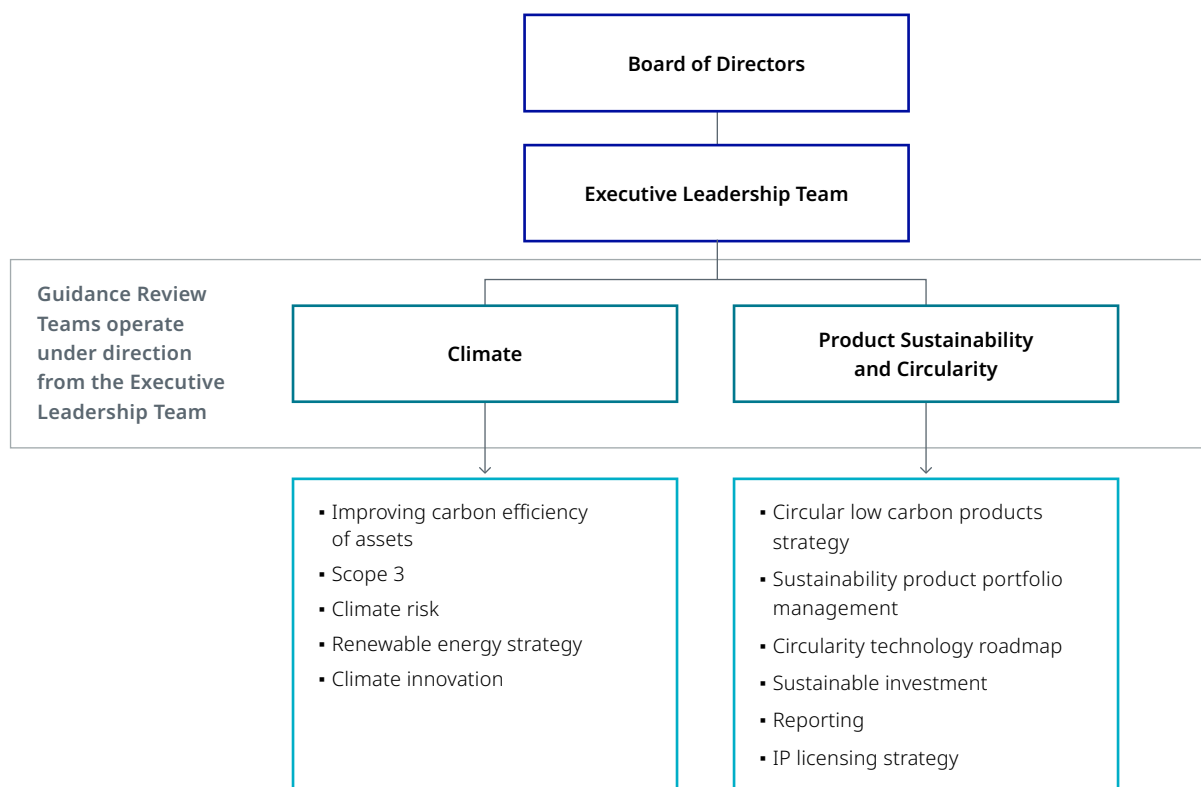 Board of Directors
Executive Leadership Team
Guidance Review
Teams operate
under direction
from the Executive
Leadership Team
Climate
Product Sustainability
and Circularity
▪ Improving carbon efficiency
of assets
▪ Scope 3
▪ Climate risk
▪ Renewable energy strategy
▪ Climate innovation
▪ Circular low carbon products
strategy
▪ Sustainability product portfolio
management
▪ Circularity technology roadmap
▪ Sustainable investment
▪ Reporting
▪ IP licensing strategy